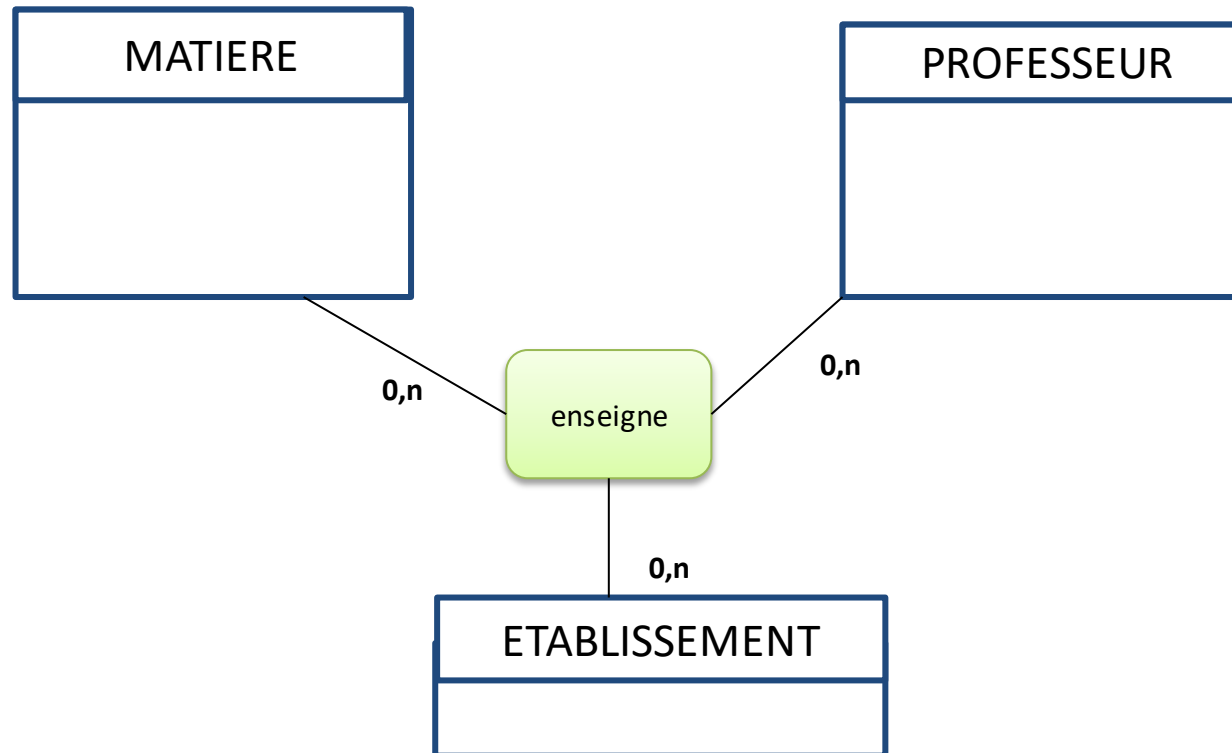 MATIERE
PROFESSEUR
0,n
0,n
enseigne
0,n
ETABLISSEMENT